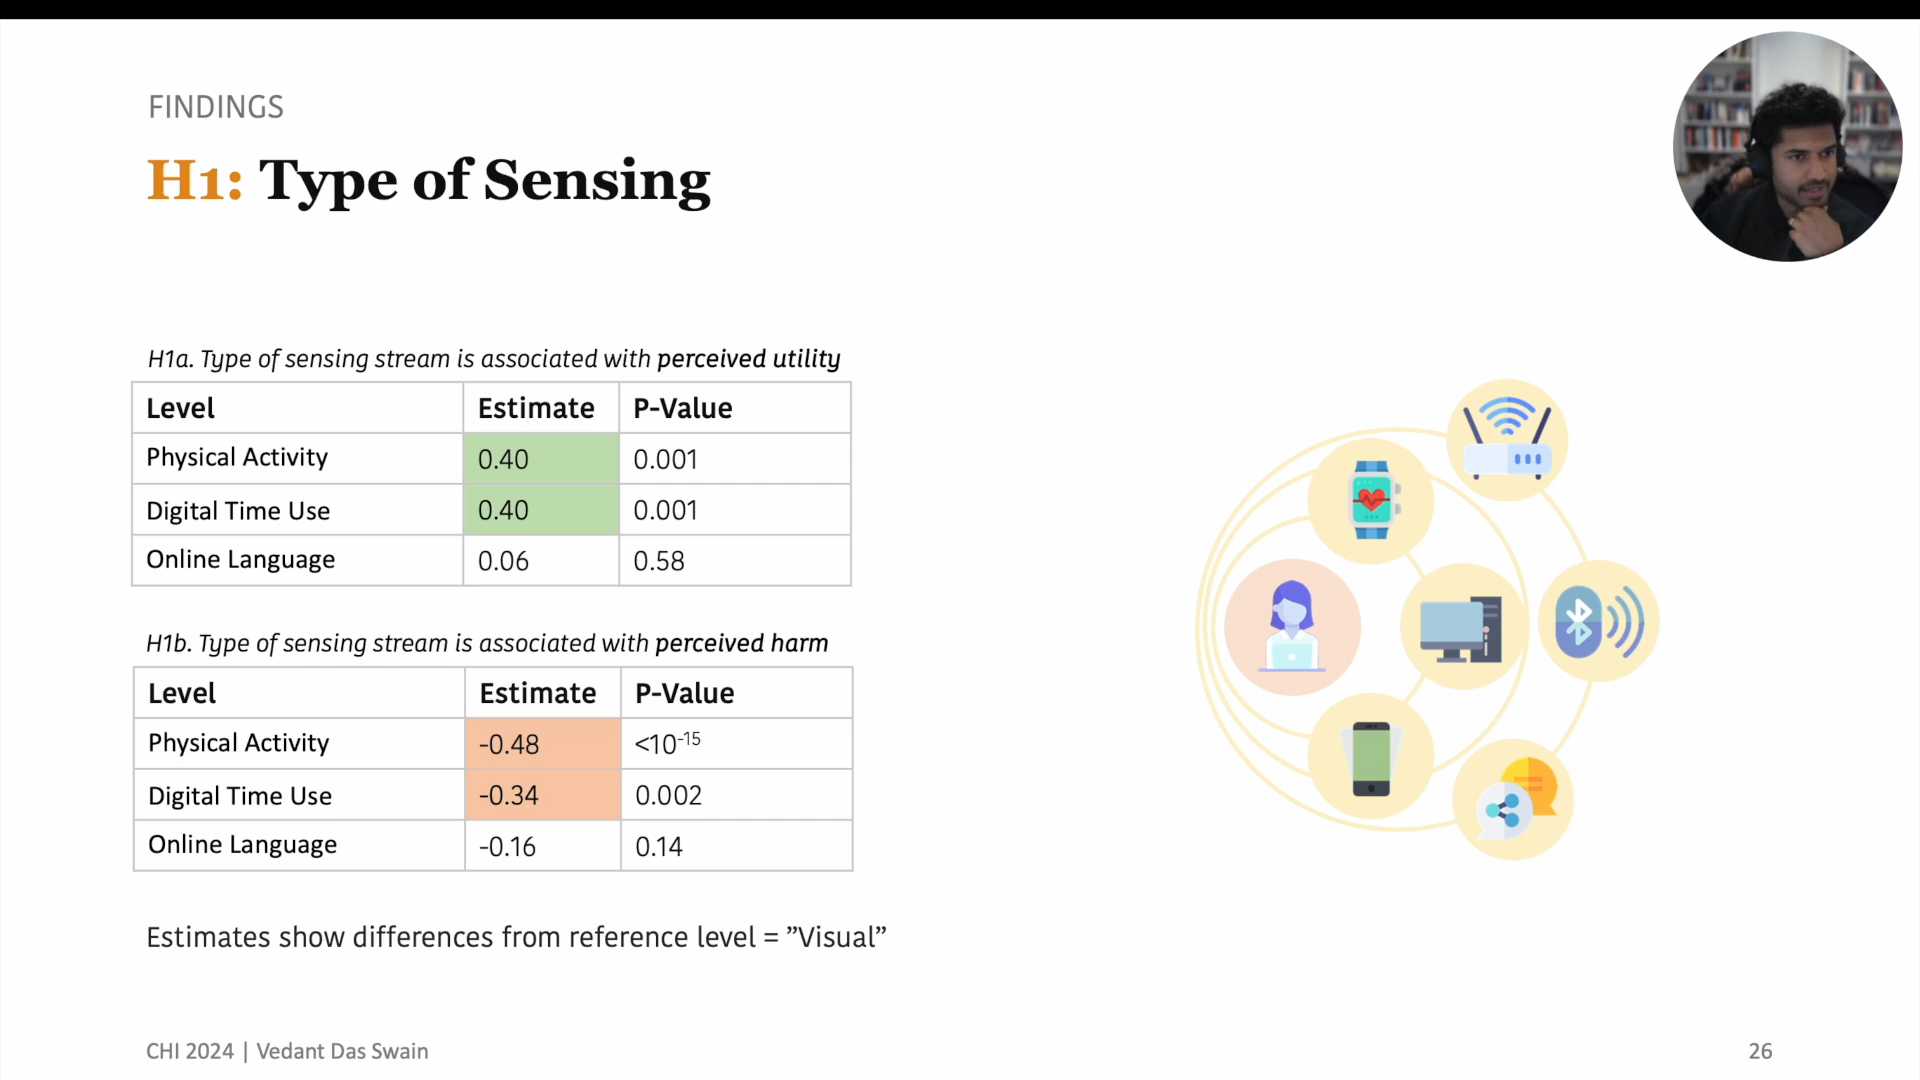 FINDINGS
H1: Type of Sensing
H1a. Type of sensing stream is associated with perceived utility
Level Estimate P-Value
Physical Activity 0.40 0.001
Digital Time Use 0.40 0.001
Online Language 0.06 0.58
H1b. Type of sensing stream is associated with perceived harm
Level Estimate P-Value
Physical Activity -0.48 <10⁻¹⁵
Digital Time Use -0.34 0.002
Online Language -0.16 0.14
Estimates show differences from reference level = ”Visual”
CHI 2024 | Vedant Das Swain
26